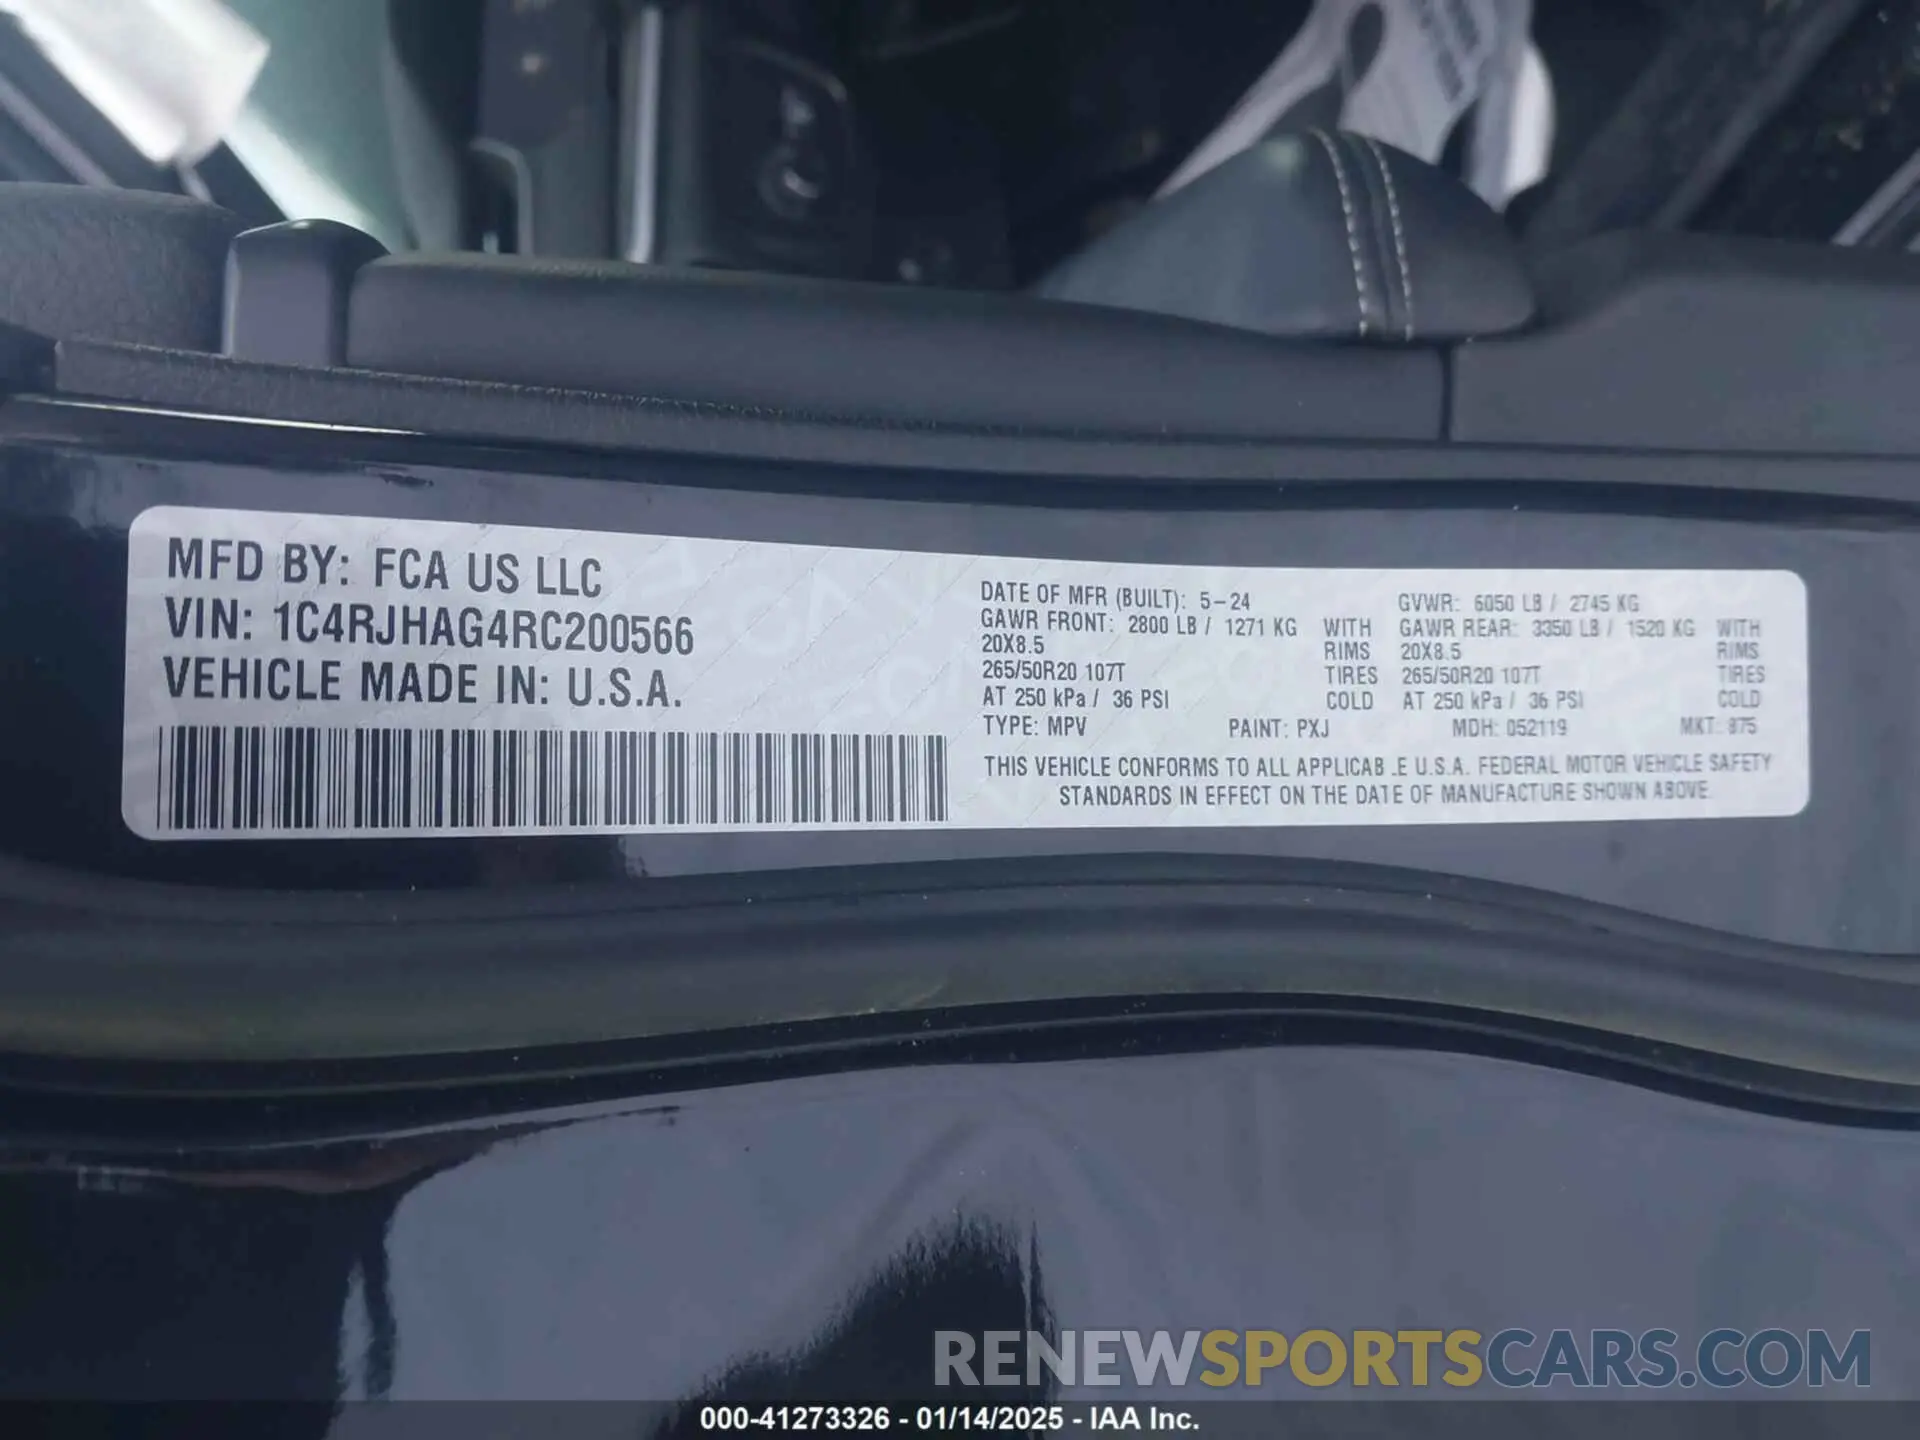 MFD BY: FCA US LLC
VIN: 1C4RJHAG4RC200566
VEHICLE MADE IN: U.S.A.
DATE OF MFR (BUILT): 5-24 GVWR: 6050 LB / 2745 KG
GAWR FRONT: 2800 LB / 1271 KG WITH GAWR REAR: 3350 LB / 1520 KG WITH
20X8.5 RIMS 20X8.5 RIMS
265/50R20 107T TIRES 265/50R20 107T TIRES
AT 250 kPa / 36 PSI COLD AT 250 kPa / 36 PSI COLD
TYPE: MPV PAINT: PXJ MDH: 052119 MKT: 875
THIS VEHICLE CONFORMS TO ALL APPLICAB.E U.S.A. FEDERAL MOTOR VEHICLE SAFETY
STANDARDS IN EFFECT ON THE DATE OF MANUFACTURE SHOWN ABOVE.
RENEWSPORTSCARS.COM
000-41273326 - 01/14/2025 - IAA Inc.